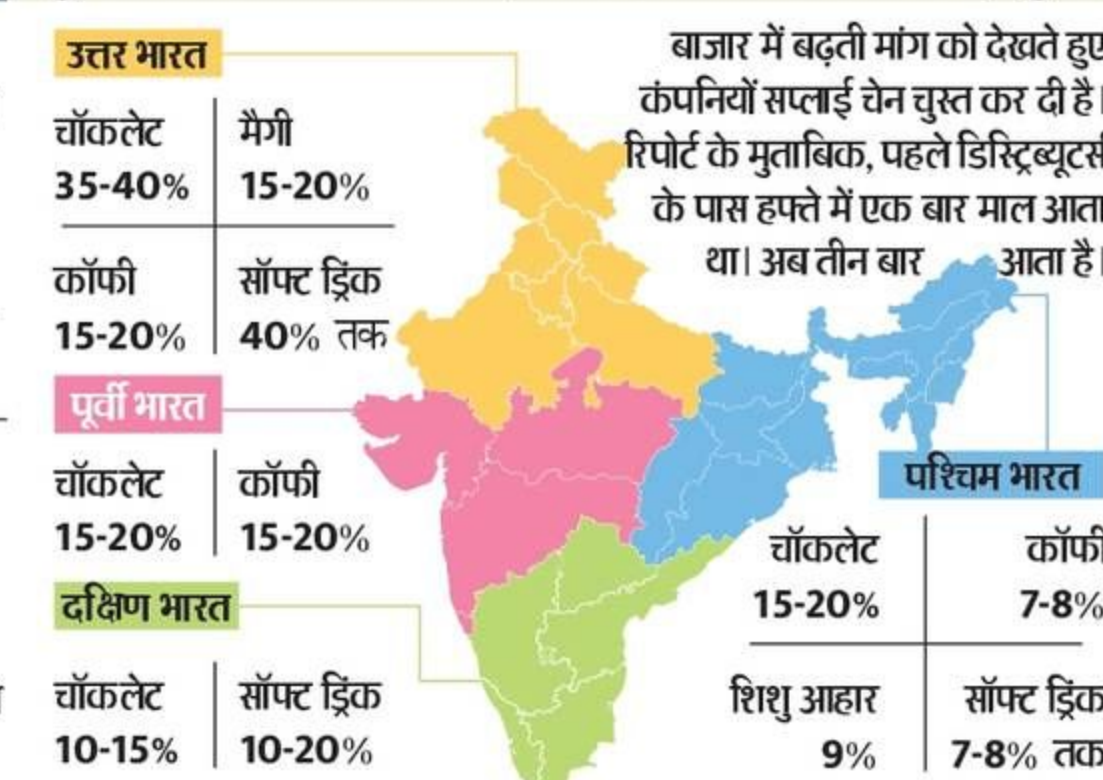 उत्तर भारत
चॉकलेट
35-40%
मैगी
15-20%
कॉफी
15-20%
सॉफ्ट ड्रिंक
40% तक
बाजार में बढ़ती मांग को देखते हुए
कंपनियों सप्लाई चेन चुस्त कर दी है।
रिपोर्ट के मुताबिक, पहले डिस्ट्रिब्यूटर्स
के पास हफ्ते में एक बार माल आता
था। अब तीन बार आता है।
पूर्वी भारत
चॉकलेट
15-20%
कॉफी
15-20%
पश्चिम भारत
चॉकलेट
15-20%
कॉफी
7-8%
शिशु आहार
9%
सॉफ्ट ड्रिंक
7-8% तक
दक्षिण भारत
चॉकलेट
10-15%
सॉफ्ट ड्रिंक
10-20%